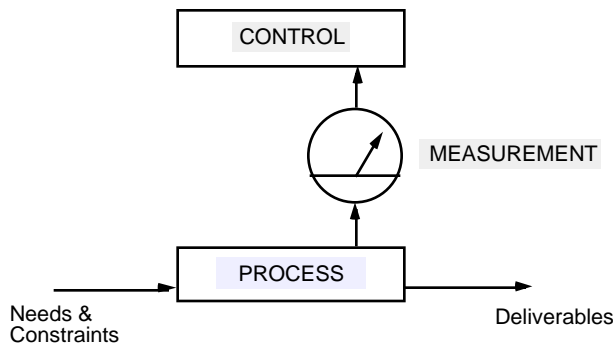 CONTROL
MEASUREMENT
PROCESS
Needs &
Constraints
Deliverables